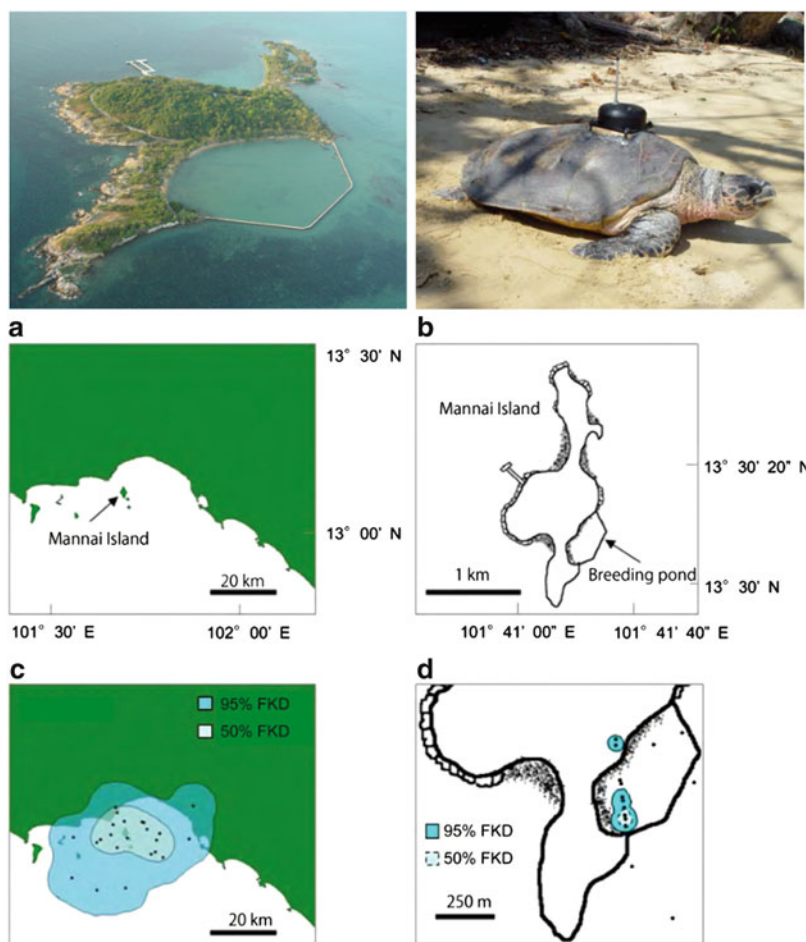 a
b
13° 30' N
Mannai Island
13° 00' N
20 km
101° 30' E
102° 00' E
Mannai Island
13° 30' 20" N
Breeding pond
1 km
13° 30' N
101° 41' 00" E
101° 41' 40" E
c
d
95% FKD
50% FKD
20 km
95% FKD
50% FKD
250 m